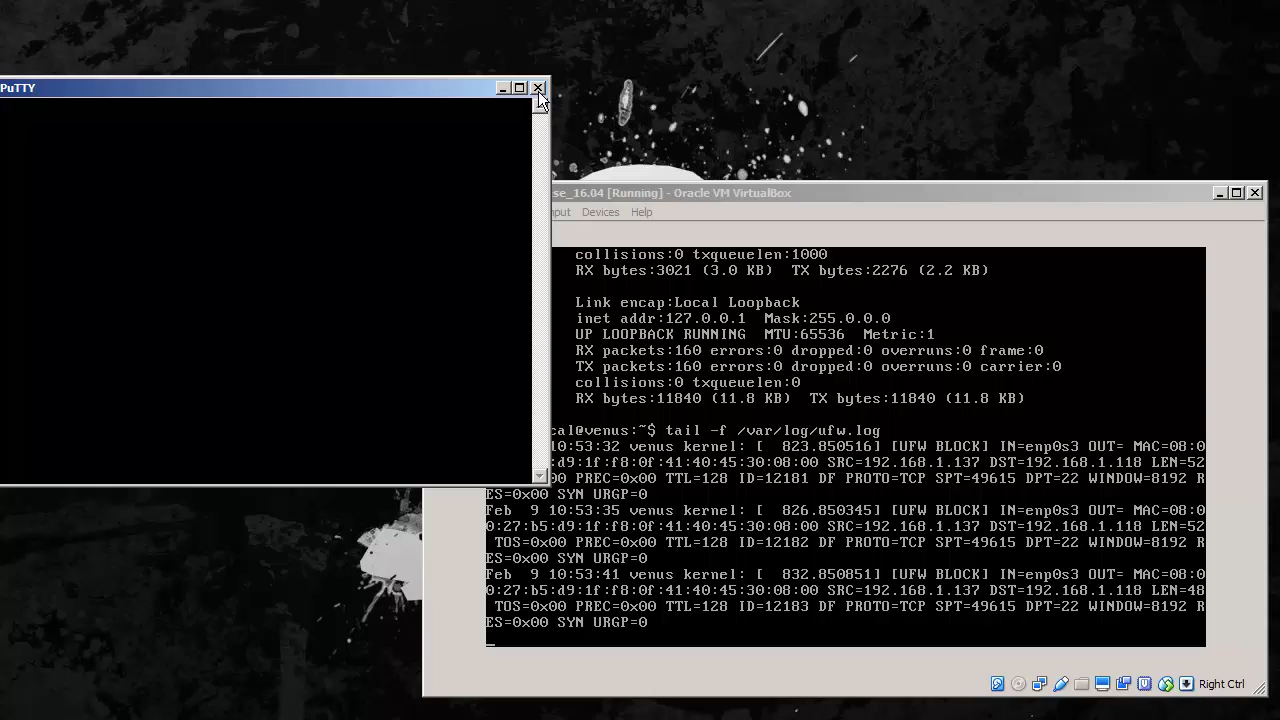 PuTTY
se_16.04 [Running] - Oracle VM VirtualBox
nput Devices Help
collisions:0 txqueuelen:1000
RX bytes:3021 (3.0 KB) TX bytes:2276 (2.2 KB)
Link encap:Local Loopback
inet addr:127.0.0.1 Mask:255.0.0.0
UP LOOPBACK RUNNING MTU:65536 Metric:1
RX packets:160 errors:0 dropped:0 overruns:0 frame:0
TX packets:160 errors:0 dropped:0 overruns:0 carrier:0
collisions:0 txqueuelen:0
RX bytes:11840 (11.8 KB) TX bytes:11840 (11.8 KB)
cal@venus:~$ tail -f /var/log/ufw.log
10:53:32 venus kernel: [ 823.850516] [UFW BLOCK] IN=enp0s3 OUT= MAC=08:0
:d9:1f:f8:0f:41:40:45:30:08:00 SRC=192.168.1.137 DST=192.168.1.118 LEN=52
00 PREC=0x00 TTL=128 ID=12181 DF PROTO=TCP SPT=49615 DPT=22 WINDOW=8192 R
ES=0x00 SYN URGP=0
Feb 9 10:53:35 venus kernel: [ 826.850345] [UFW BLOCK] IN=enp0s3 OUT= MAC=08:0
0:27:b5:d9:1f:f8:0f:41:40:45:30:08:00 SRC=192.168.1.137 DST=192.168.1.118 LEN=52
TOS=0x00 PREC=0x00 TTL=128 ID=12182 DF PROTO=TCP SPT=49615 DPT=22 WINDOW=8192 R
ES=0x00 SYN URGP=0
Feb 9 10:53:41 venus kernel: [ 832.850851] [UFW BLOCK] IN=enp0s3 OUT= MAC=08:0
0:27:b5:d9:1f:f8:0f:41:40:45:30:08:00 SRC=192.168.1.137 DST=192.168.1.118 LEN=48
TOS=0x00 PREC=0x00 TTL=128 ID=12183 DF PROTO=TCP SPT=49615 DPT=22 WINDOW=8192 R
ES=0x00 SYN URGP=0
Right Ctrl